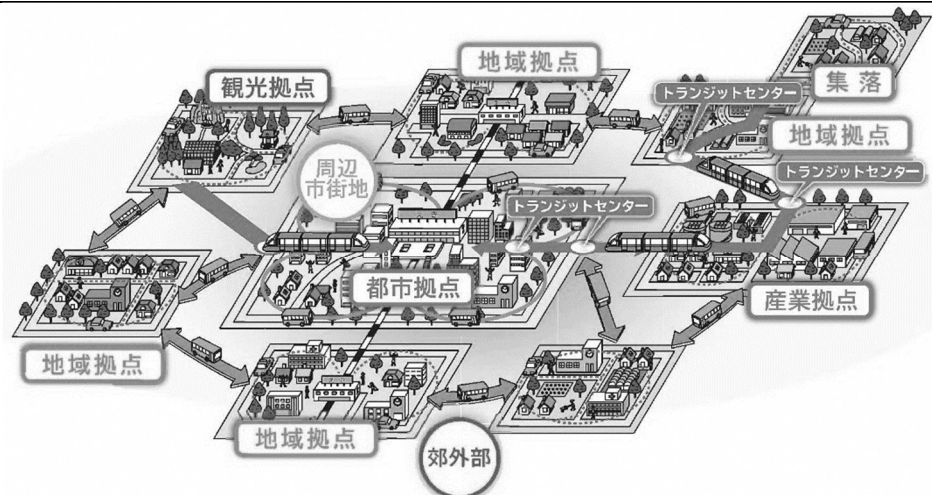 地域拠点
観光拠点
集落
トランジットセンター
地域拠点
周辺
市街地
トランジットセンター
トランジットセンター
都市拠点
産業拠点
地域拠点
地域拠点
郊外部